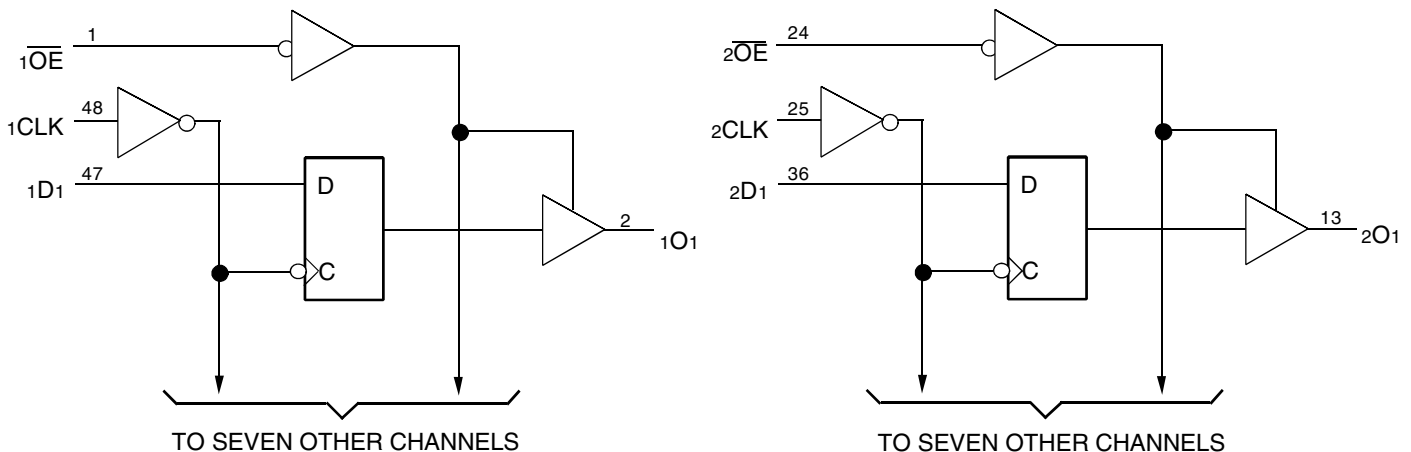 1OE 1
1CLK 48
1D1 47
D
C
2 1O1
TO SEVEN OTHER CHANNELS
2OE 24
2CLK 25
2D1 36
D
C
13 2O1
TO SEVEN OTHER CHANNELS